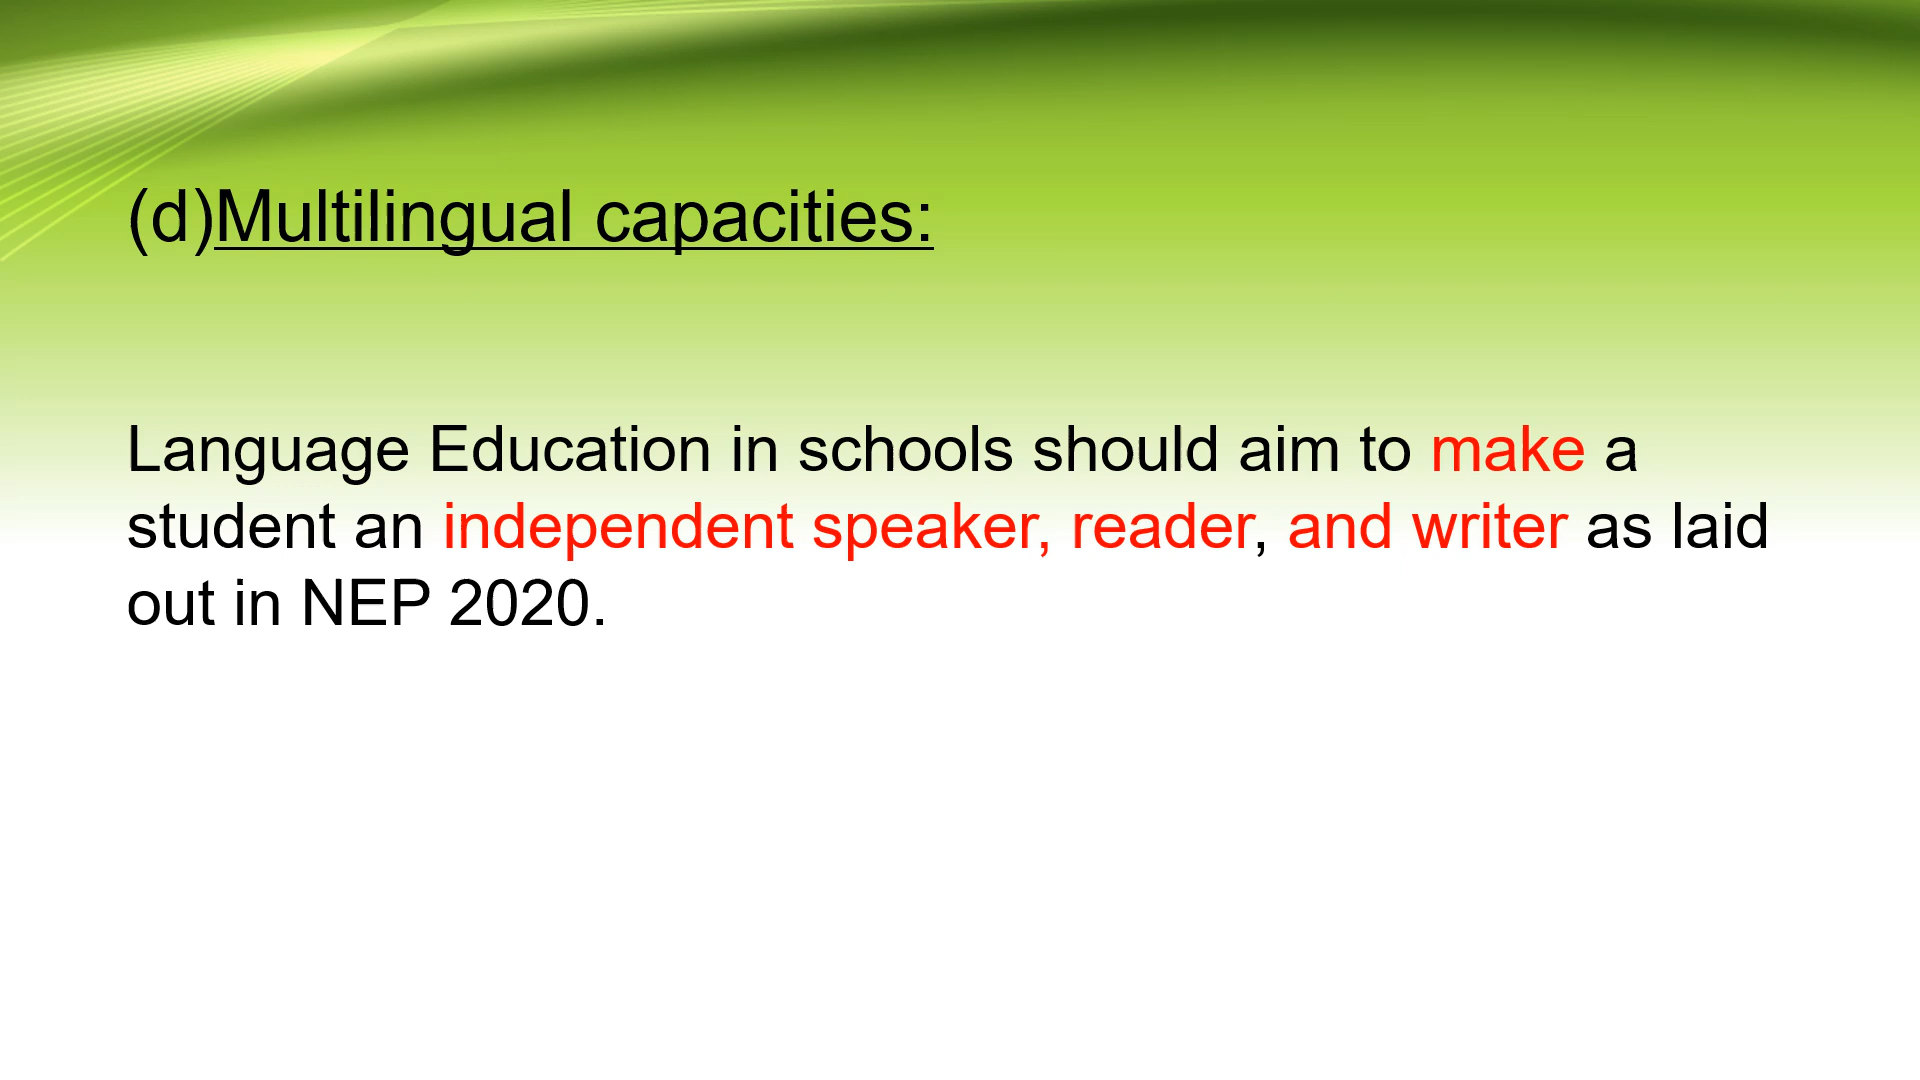 (d)Multilingual capacities:
Language Education in schools should aim to make a
student an independent speaker, reader, and writer as laid
out in NEP 2020.